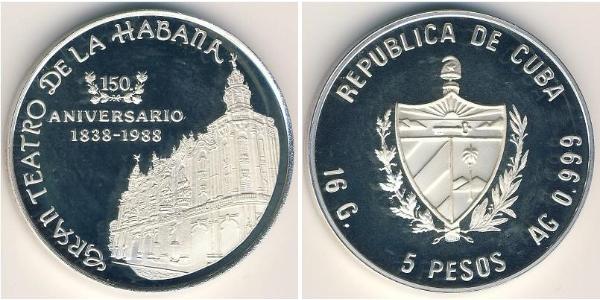 GRAN TEATRO DE LA HABANA
150
ANIVERSARIO
1838-1988
REPUBLICA DE CUBA
16 G.
5 PESOS
AG 0.999